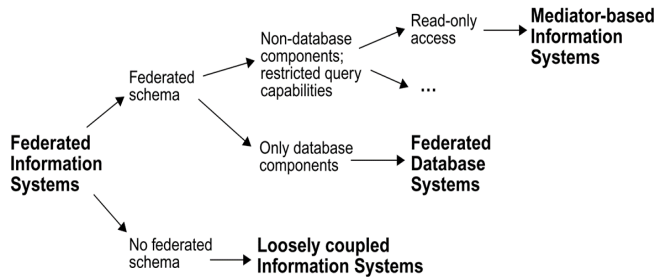 Federated
Information
Systems
Federated
schema
No federated
schema
Non-database
components;
restricted query
capabilities
Only database
components
Loosely coupled
Information Systems
Read-only
access
...
Federated
Database
Systems
Mediator-based
Information
Systems